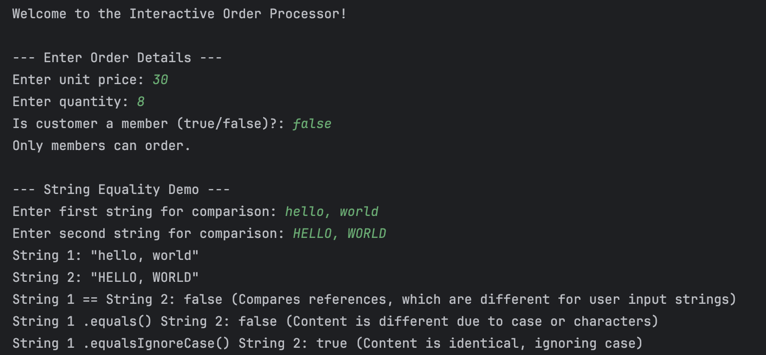 Welcome to the Interactive Order Processor!
--- Enter Order Details ---
Enter unit price: 30
Enter quantity: 8
Is customer a member (true/false)?: false
Only members can order.
--- String Equality Demo ---
Enter first string for comparison: hello, world
Enter second string for comparison: HELLO, WORLD
String 1: "hello, world"
String 2: "HELLO, WORLD"
String 1 == String 2: false (Compares references, which are different for user input strings)
String 1 .equals() String 2: false (Content is different due to case or characters)
String 1 .equalsIgnoreCase() String 2: true (Content is identical, ignoring case)